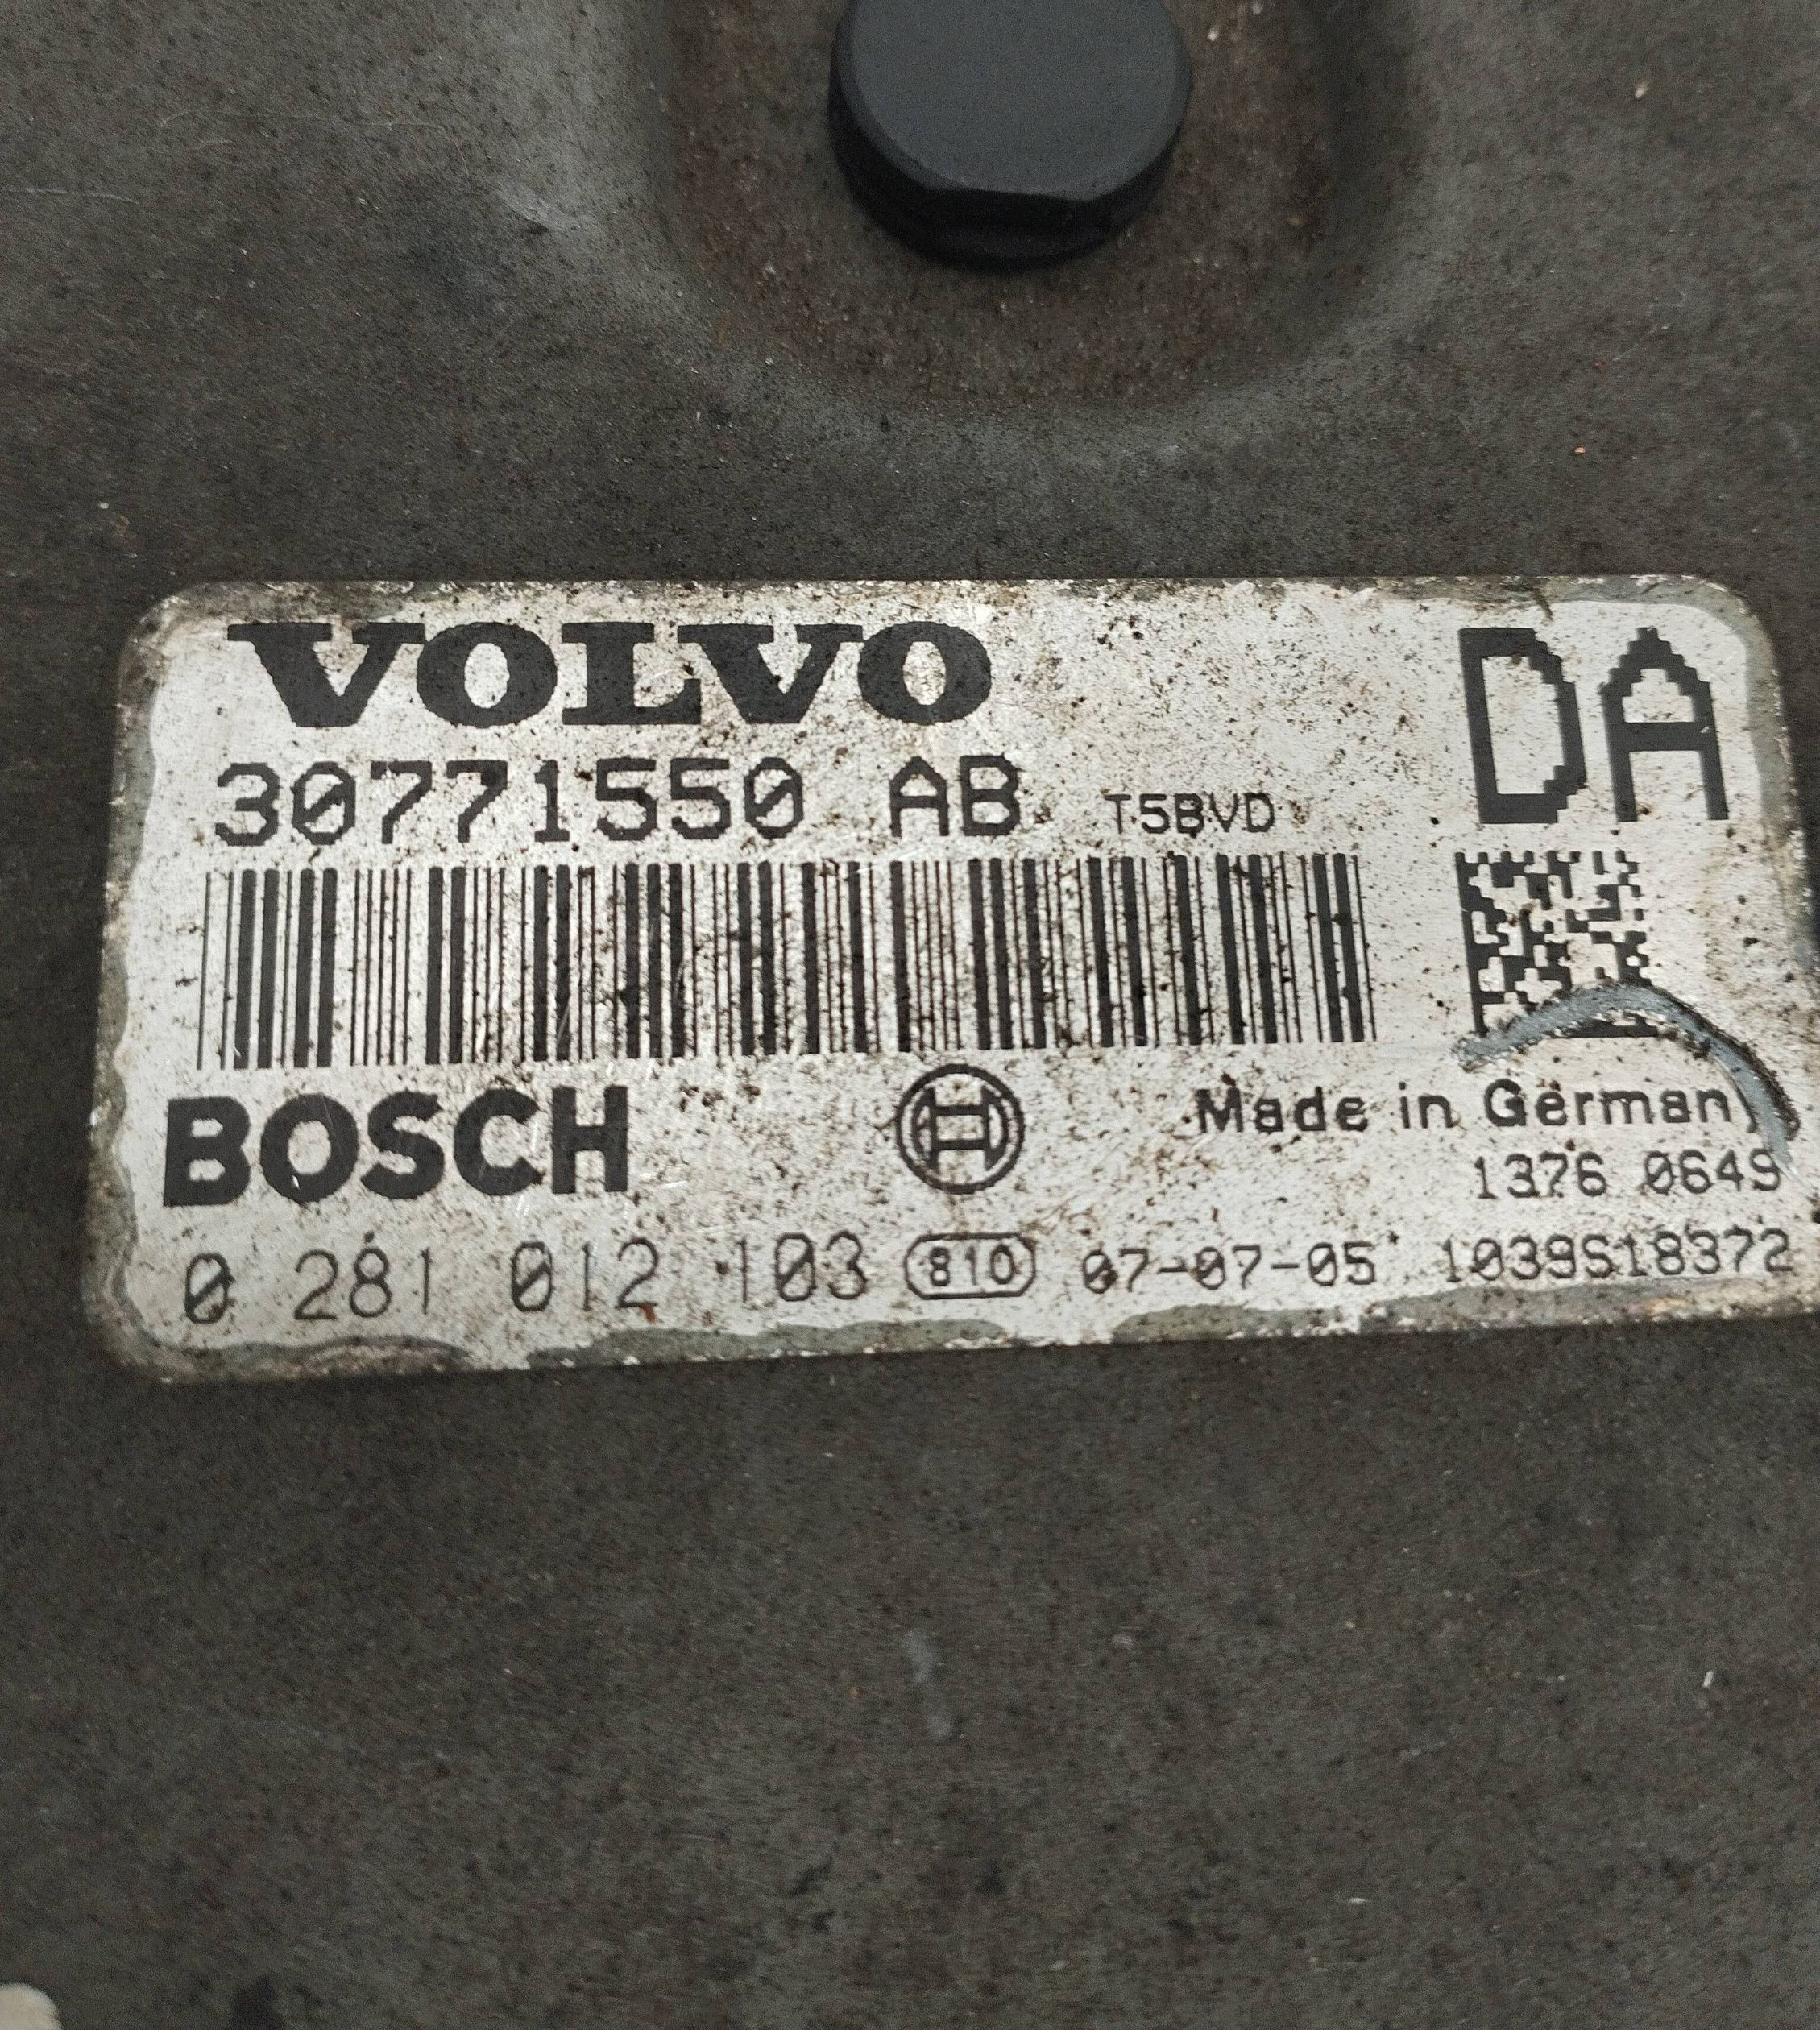 VOLVO
DA
30771550 AB T5BVD
BOSCH
Made in Germany
1376 0649
0 281 012 103 810 07-07-05 1039S18372